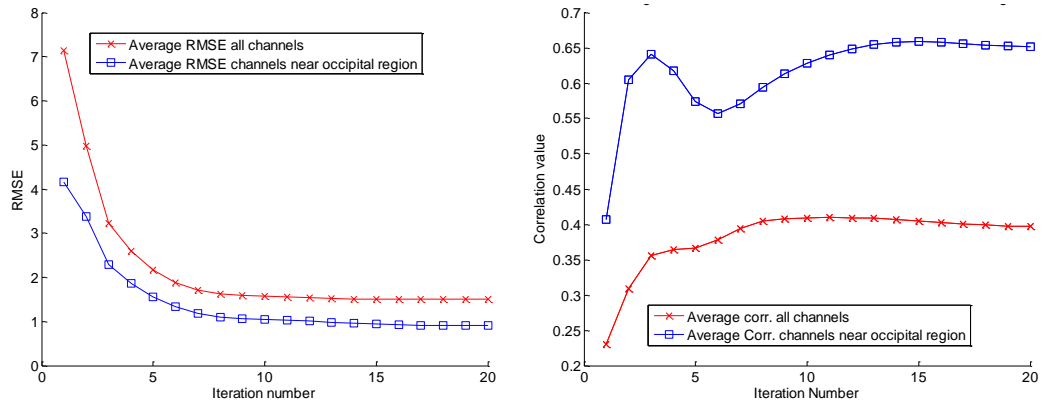 8
7
6
5
4
3
2
1
0
RMSE
Average RMSE all channels
Average RMSE channels near occipital region
0 5 10 15 20
Iteration number
0.7
0.65
0.6
0.55
0.5
0.45
0.4
0.35
0.3
0.25
0.2
Correlation value
Average corr. all channels
Average Corr. channels near occipital region
0 5 10 15 20
Iteration Number